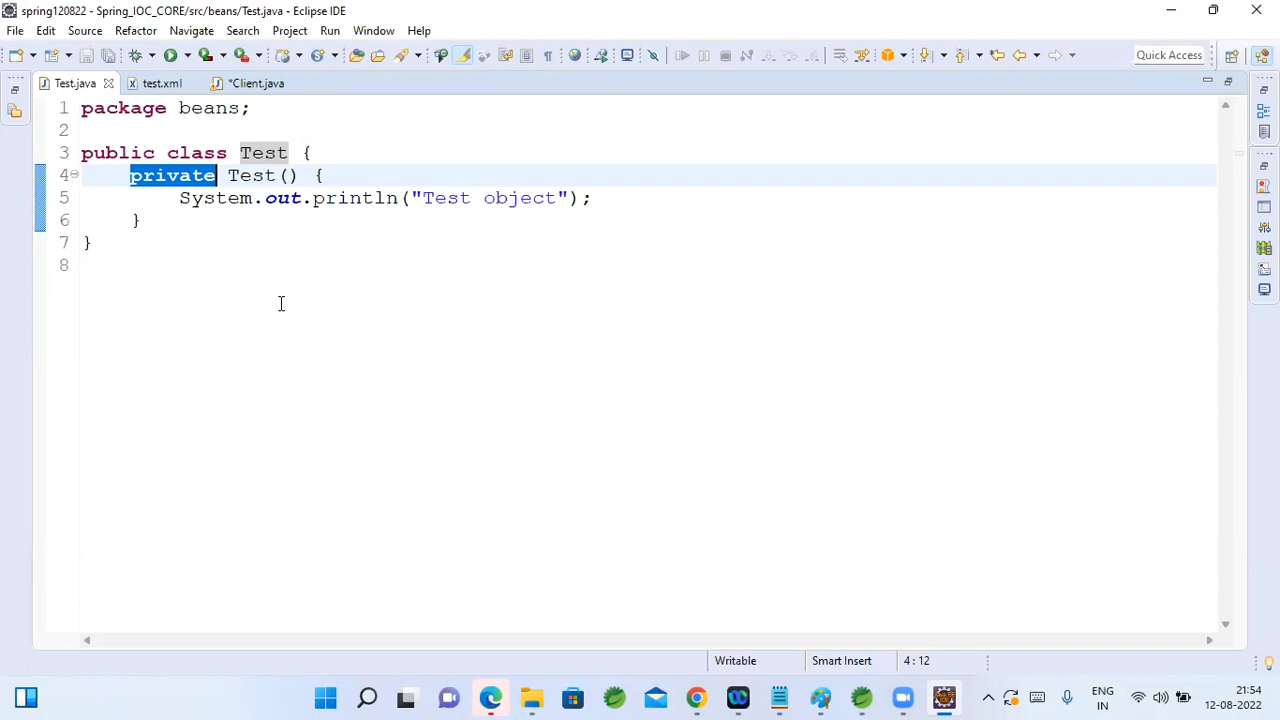 spring120822 - Spring_IOC_CORE/src/beans/Test.java - Eclipse IDE
File Edit Source Refactor Navigate Search Project Run Window Help
Quick Access
Test.java test.xml *Client.java
1 package beans;
2
3 public class Test {
4 private Test() {
5 System.out.println("Test object");
6 }
7 }
8
Writable Smart Insert 4 : 12
ENG 21:54
IN 12-08-2022